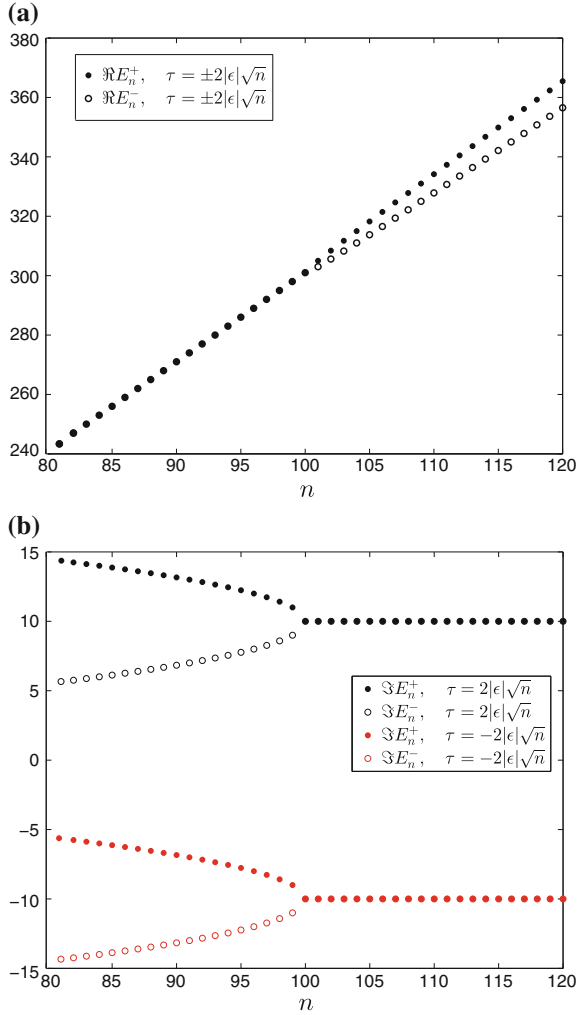 (a)
380
360
340
320
300
280
260
240
ℜE_n^+, τ = ±2|ϵ|√n
ℜE_n^-, τ = ±2|ϵ|√n
80 85 90 95 100 105 110 115 120
n
(b)
15
10
5
0
−5
−10
−15
ℑE_n^+, τ = 2|ϵ|√n
ℑE_n^-, τ = 2|ϵ|√n
ℑE_n^+, τ = −2|ϵ|√n
ℑE_n^-, τ = −2|ϵ|√n
80 85 90 95 100 105 110 115 120
n